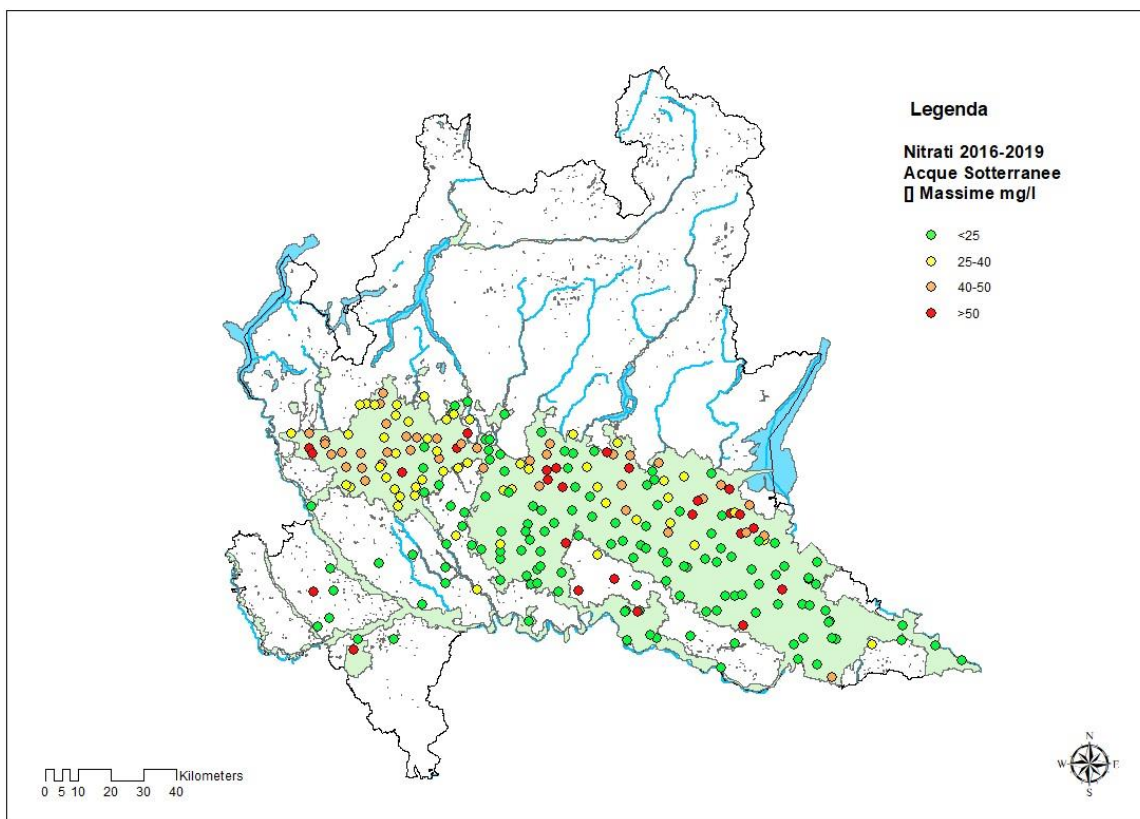 Legenda
Nitrati 2016-2019
Acque Sotterranee
[] Massime mg/l
<25
25-40
40-50
>50
Kilometers
0 5 10 20 30 40
N
W E
S